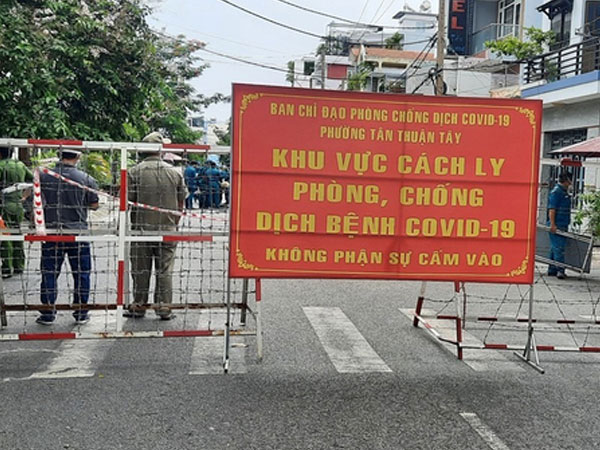 BAN CHỈ ĐẠO PHÒNG CHỐNG DỊCH COVID-19
PHƯỜNG TÂN THUẬN TÂY
KHU VỰC CÁCH LY
PHÒNG, CHỐNG
DỊCH BỆNH COVID-19
KHÔNG PHẬN SỰ CẤM VÀO